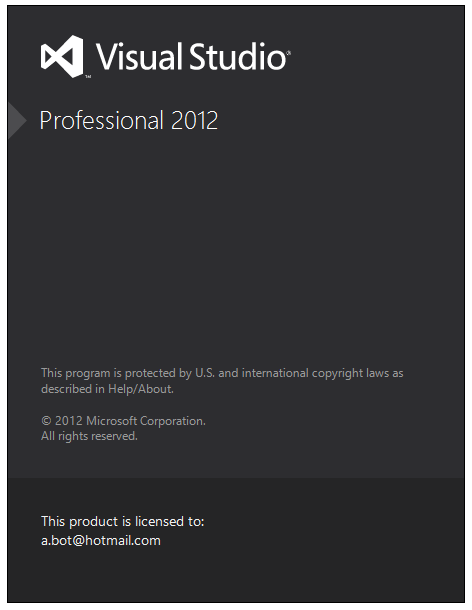 Visual Studio®
Professional 2012
This program is protected by U.S. and international copyright laws as
described in Help/About.
© 2012 Microsoft Corporation.
All rights reserved.
This product is licensed to:
a.bot@hotmail.com